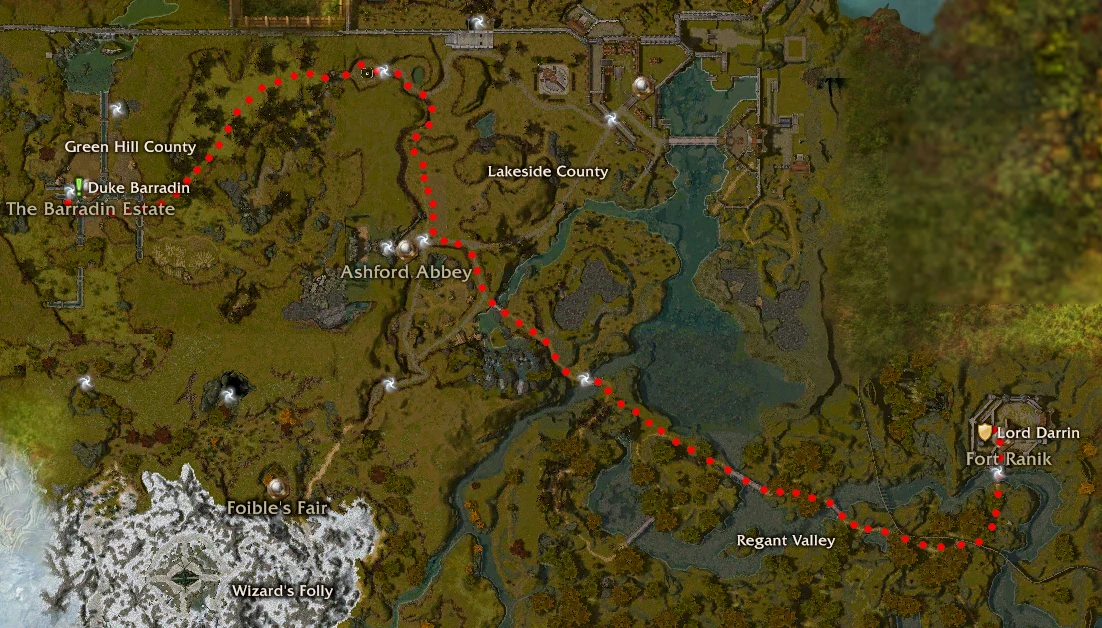 Green Hill County
Lakeside County
Duke Barradin
The Barradin Estate
Ashford Abbey
Lord Darrin
Fort Ranik
Foible's Fair
Regant Valley
Wizard's Folly